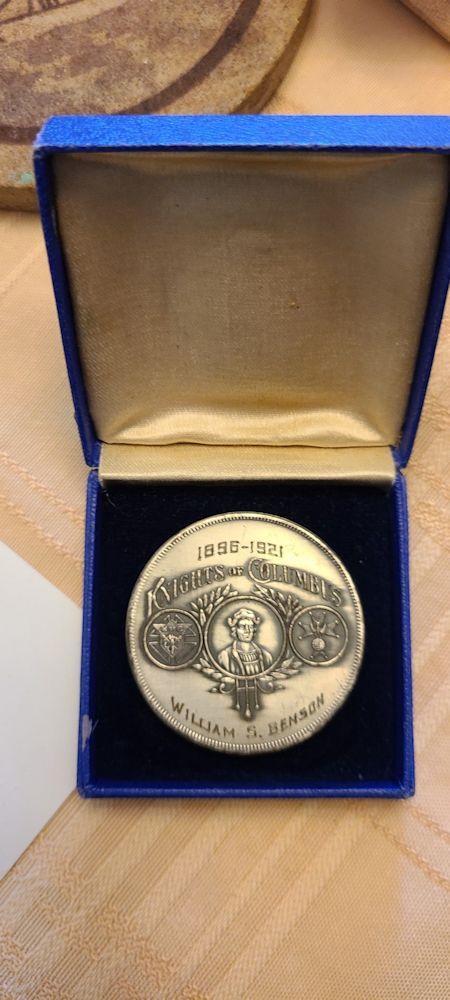 1896-1921
KNIGHTS OF COLUMBUS
WILLIAM S. BENSON